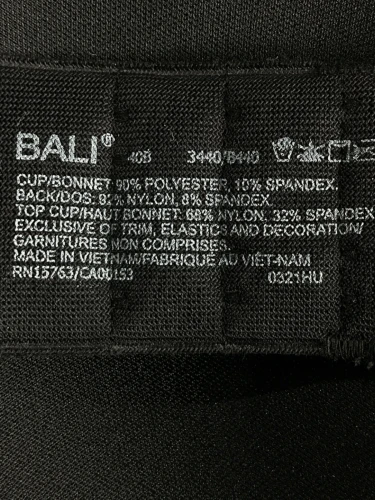 BALI® 40B 3440/B440
CUP/BONNET: 90% POLYESTER, 10% SPANDEX.
BACK/DOS: 92% NYLON, 8% SPANDEX.
TOP CUP/HAUT BONNET: 68% NYLON, 32% SPANDEX.
EXCLUSIVE OF TRIM, ELASTICS AND DECORATION/
GARNITURES NON COMPRISES.
MADE IN VIETNAM/FABRIQUÉ AU VIÊT-NAM
RN15763/CA00153 0321HU